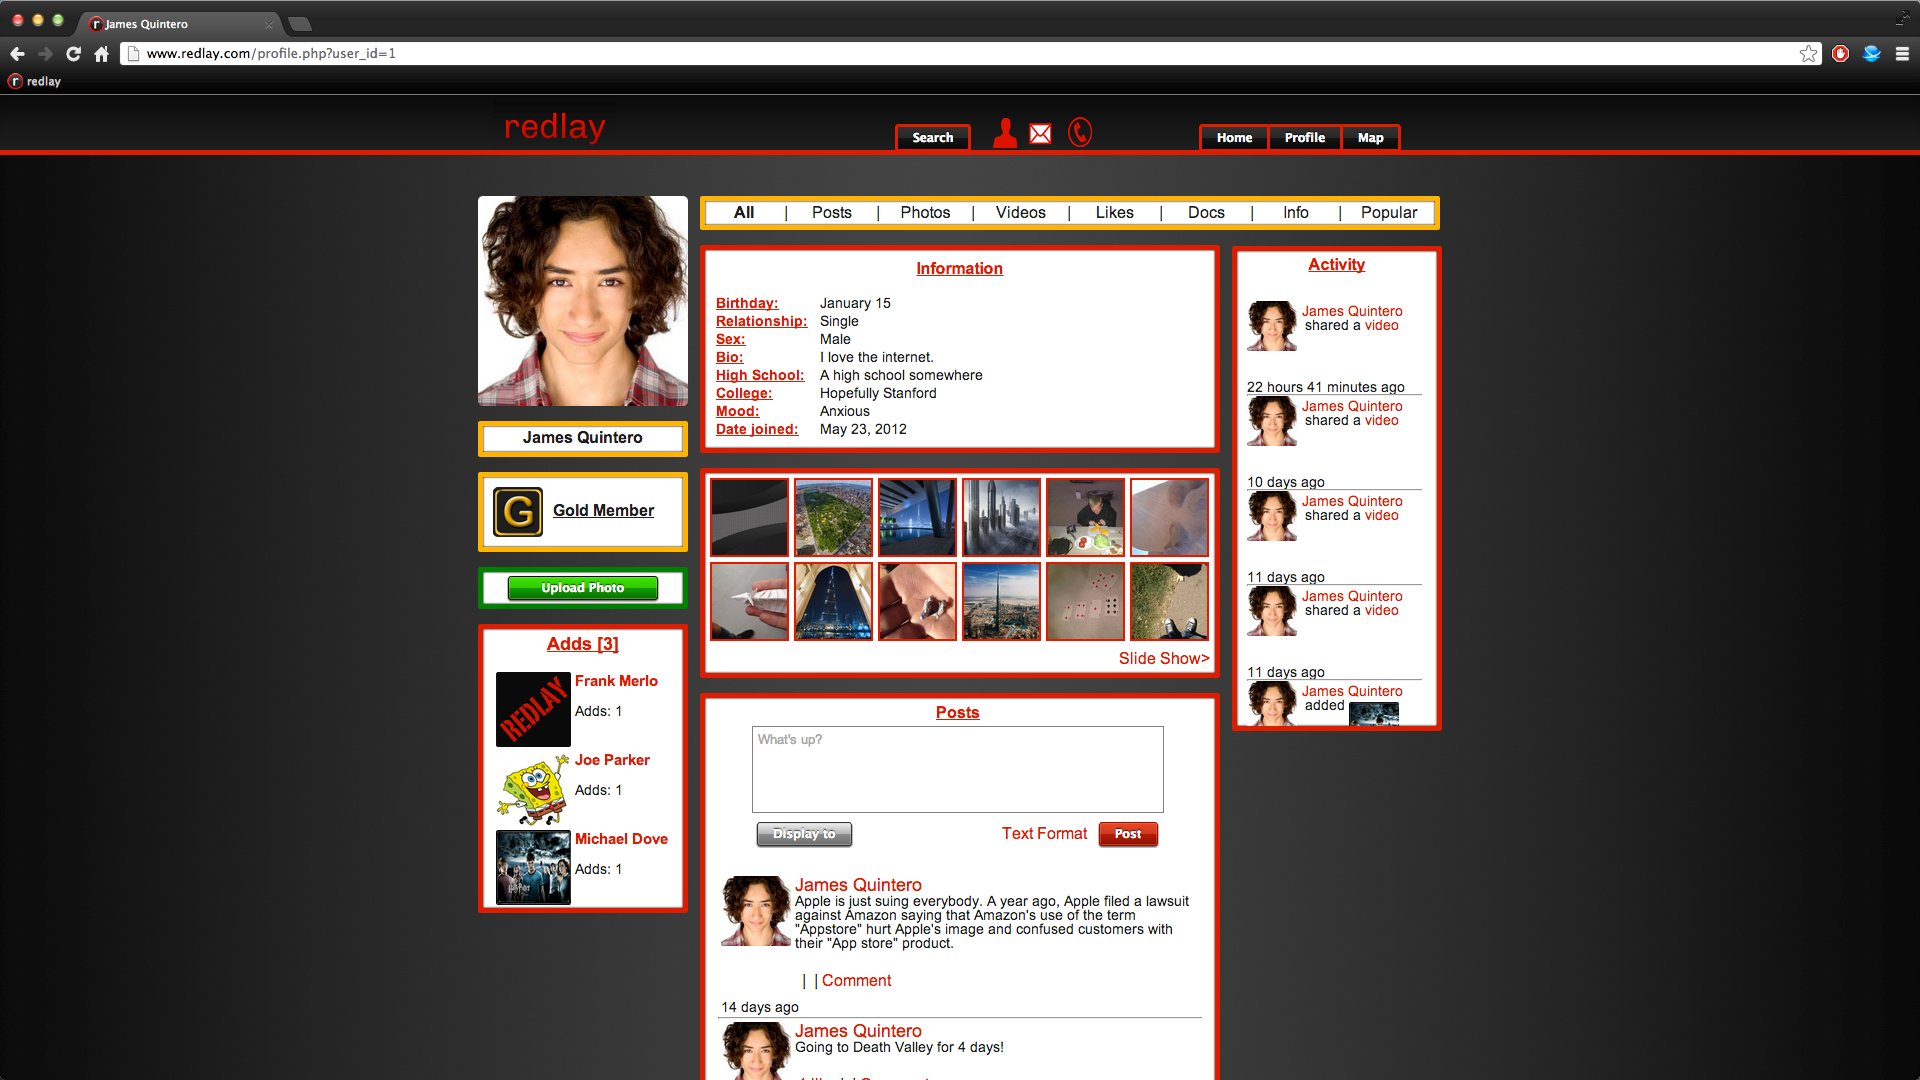 James Quintero
www.redlay.com/profile.php?user_id=1
redlay
redlay
Search
Home
Profile
Map
All | Posts | Photos | Videos | Likes | Docs | Info | Popular
James Quintero
G
Gold Member
Upload Photo
Adds [3]
REDLAY
Frank Merlo
Adds: 1
Joe Parker
Adds: 1
Michael Dove
Adds: 1
Information
Birthday: January 15
Relationship: Single
Sex: Male
Bio: I love the internet.
High School: A high school somewhere
College: Hopefully Stanford
Mood: Anxious
Date joined: May 23, 2012
Slide Show>
Posts
What's up?
Display to
Text Format
Post
James Quintero
Apple is just suing everybody. A year ago, Apple filed a lawsuit
against Amazon saying that Amazon's use of the term
"Appstore" hurt Apple's image and confused customers with
their "App store" product.
| | Comment
14 days ago
James Quintero
Going to Death Valley for 4 days!
Activity
James Quintero
shared a video
22 hours 41 minutes ago
James Quintero
shared a video
10 days ago
James Quintero
shared a video
11 days ago
James Quintero
shared a video
11 days ago
James Quintero
added